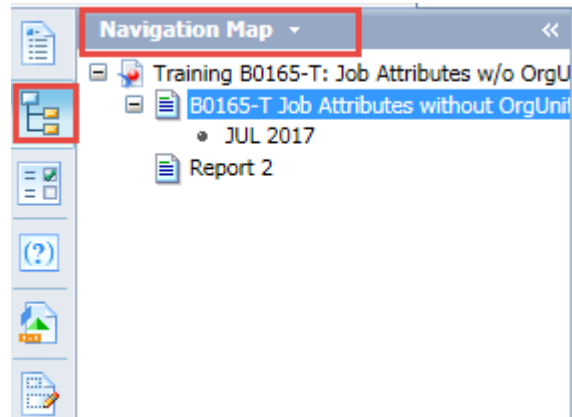 Navigation Map
Training B0165-T: Job Attributes w/o OrgU
B0165-T Job Attributes without OrgUnit
JUL 2017
Report 2
(?)